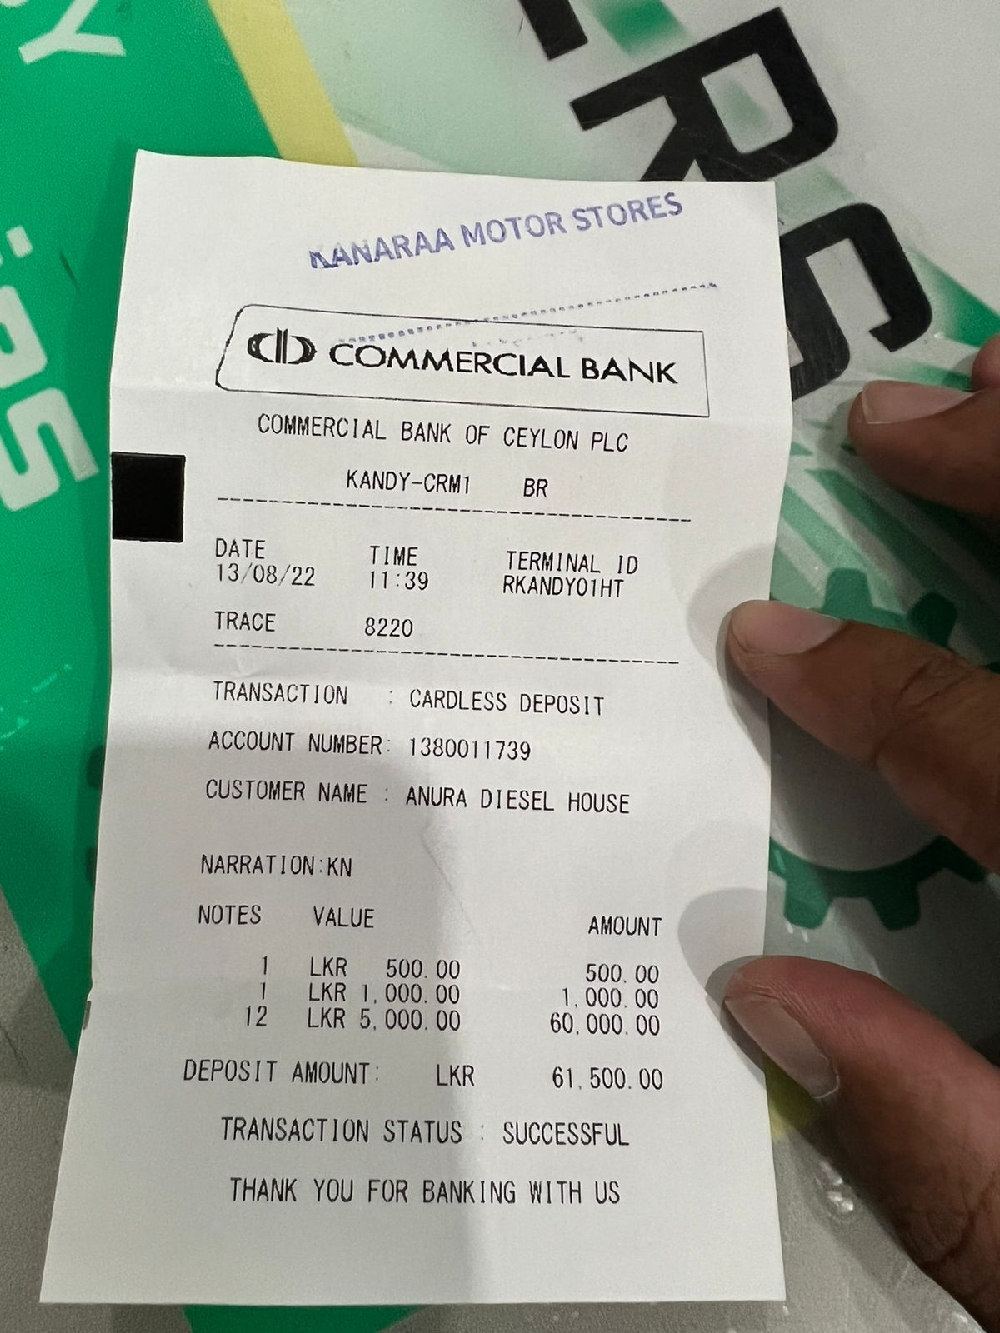 KANARAA MOTOR STORES
COMMERCIAL BANK
COMMERCIAL BANK OF CEYLON PLC
KANDY-CRM1 BR
DATE TIME TERMINAL ID
13/08/22 11:39 RKANDY01HT
TRACE 8220
TRANSACTION : CARDLESS DEPOSIT
ACCOUNT NUMBER: 1380011739
CUSTOMER NAME : ANURA DIESEL HOUSE
NARRATION:KN
NOTES VALUE AMOUNT
1 LKR 500.00 500.00
1 LKR 1,000.00 1,000.00
12 LKR 5,000.00 60,000.00
DEPOSIT AMOUNT: LKR 61,500.00
TRANSACTION STATUS : SUCCESSFUL
THANK YOU FOR BANKING WITH US